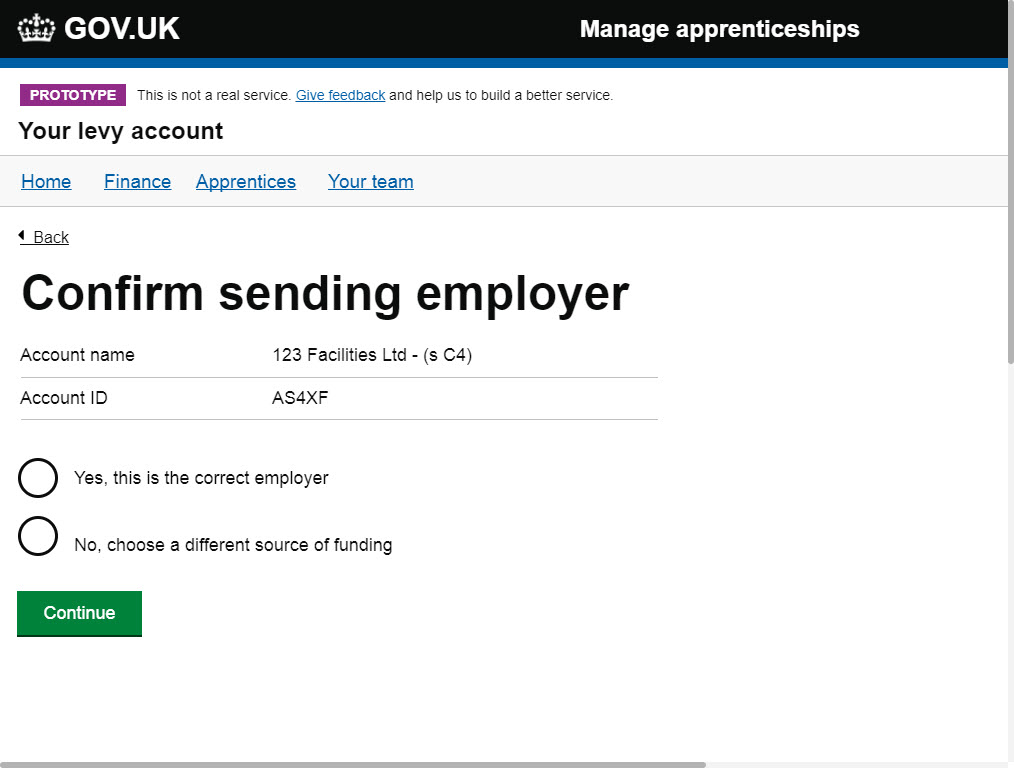 GOV.UK Manage apprenticeships
PROTOTYPE This is not a real service. Give feedback and help us to build a better service.
Your levy account
Home Finance Apprentices Your team
Back
Confirm sending employer
Account name 123 Facilities Ltd - (s C4)
Account ID AS4XF
Yes, this is the correct employer
No, choose a different source of funding
Continue